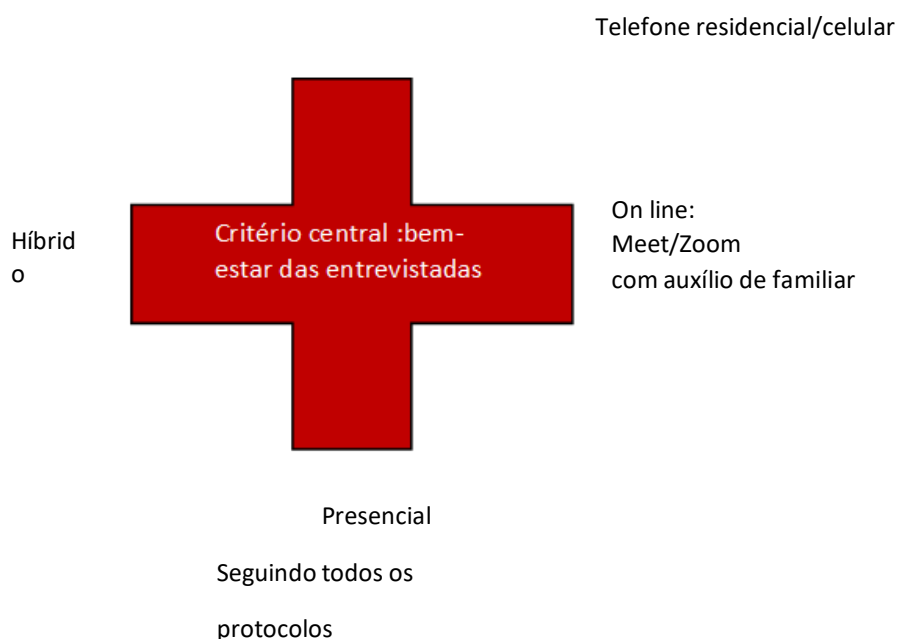 Telefone residencial/celular
Critério central :bem-
estar das entrevistadas
Híbrid
o
On line:
Meet/Zoom
com auxílio de familiar
Presencial
Seguindo todos os
protocolos